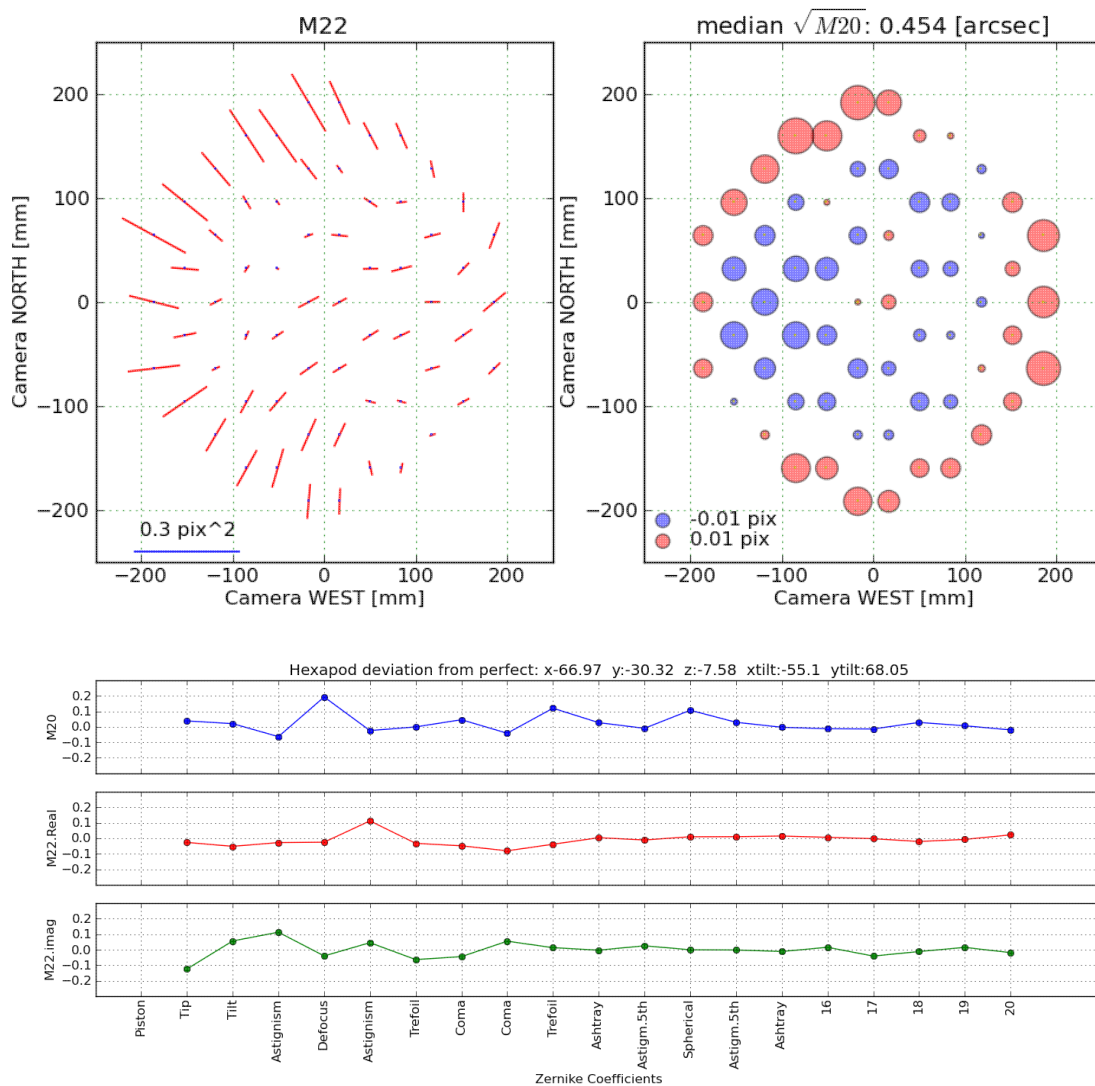 M22
median √M20: 0.454 [arcsec]
Camera NORTH [mm]
200
100
0
−100
−200
0.3 pix^2
−200 −100 0 100 200
Camera WEST [mm]
Camera NORTH [mm]
200
100
0
−100
−200
-0.01 pix
0.01 pix
−200 −100 0 100 200
Camera WEST [mm]
Hexapod deviation from perfect: x-66.97 y:-30.32 z:-7.58 xtilt:-55.1 ytilt:68.05
M20
0.2
0.1
0.0
−0.1
−0.2
M22.Real
0.2
0.1
0.0
−0.1
−0.2
M22.imag
0.2
0.1
0.0
−0.1
−0.2
Piston
Tip
Tilt
Astignism
Defocus
Astignism
Trefoil
Coma
Coma
Trefoil
Ashtray
Astigm.5th
Spherical
Astigm.5th
Ashtray
16
17
18
19
20
Zernike Coefficients